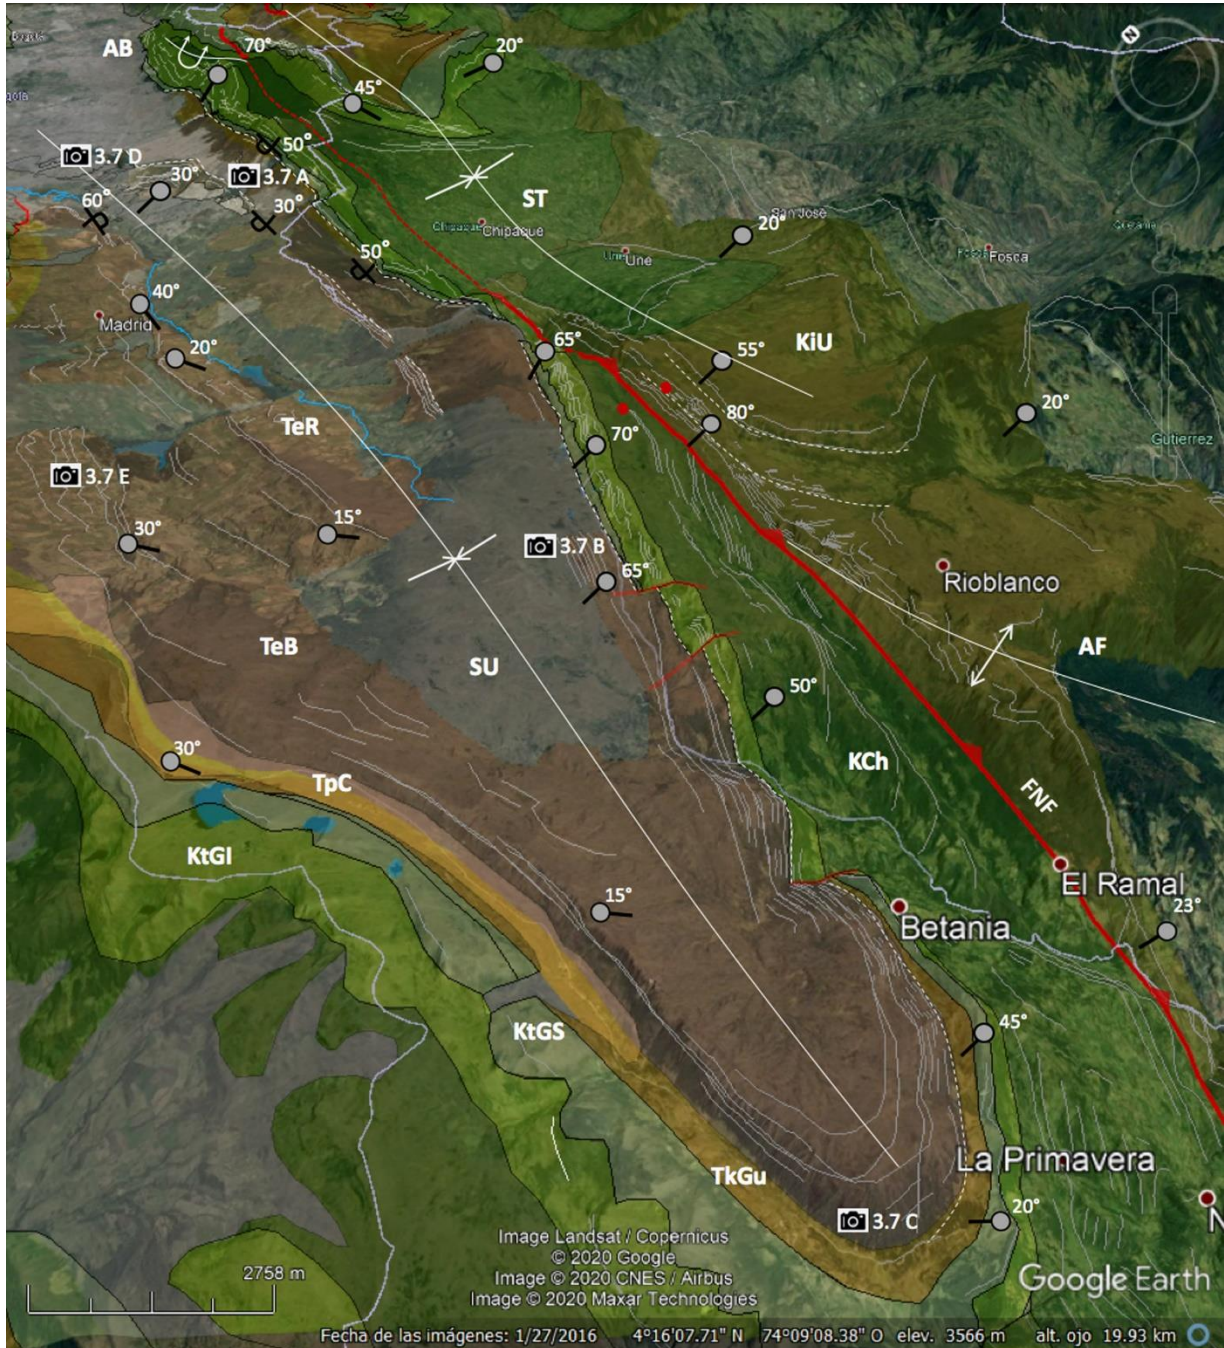 Bogotá
AB
70°
20°
N
45°
50°
3.7 D
3.7 A
30°
60°
30°
ST
Chipaque
Chipaque
20°
San José
Une
Une
Fosca
Fosca
50°
40°
Madrid
20°
65°
55°
KiU
20°
80°
Gutierrez
TeR
70°
3.7 E
15°
30°
3.7 B
65°
Rioblanco
TeB
SU
AF
50°
KCh
30°
TpC
FNF
KtGI
El Ramal
15°
23°
Betania
KtGS
45°
La Primavera
TkGu
20°
3.7 C
N
Image Landsat / Copernicus
© 2020 Google
Image © 2020 CNES / Airbus
Image © 2020 Maxar Technologies
2758 m
Google Earth
Fecha de las imágenes: 1/27/2016 4°16'07.71" N 74°09'08.38" O elev. 3566 m alt. ojo 19.93 km